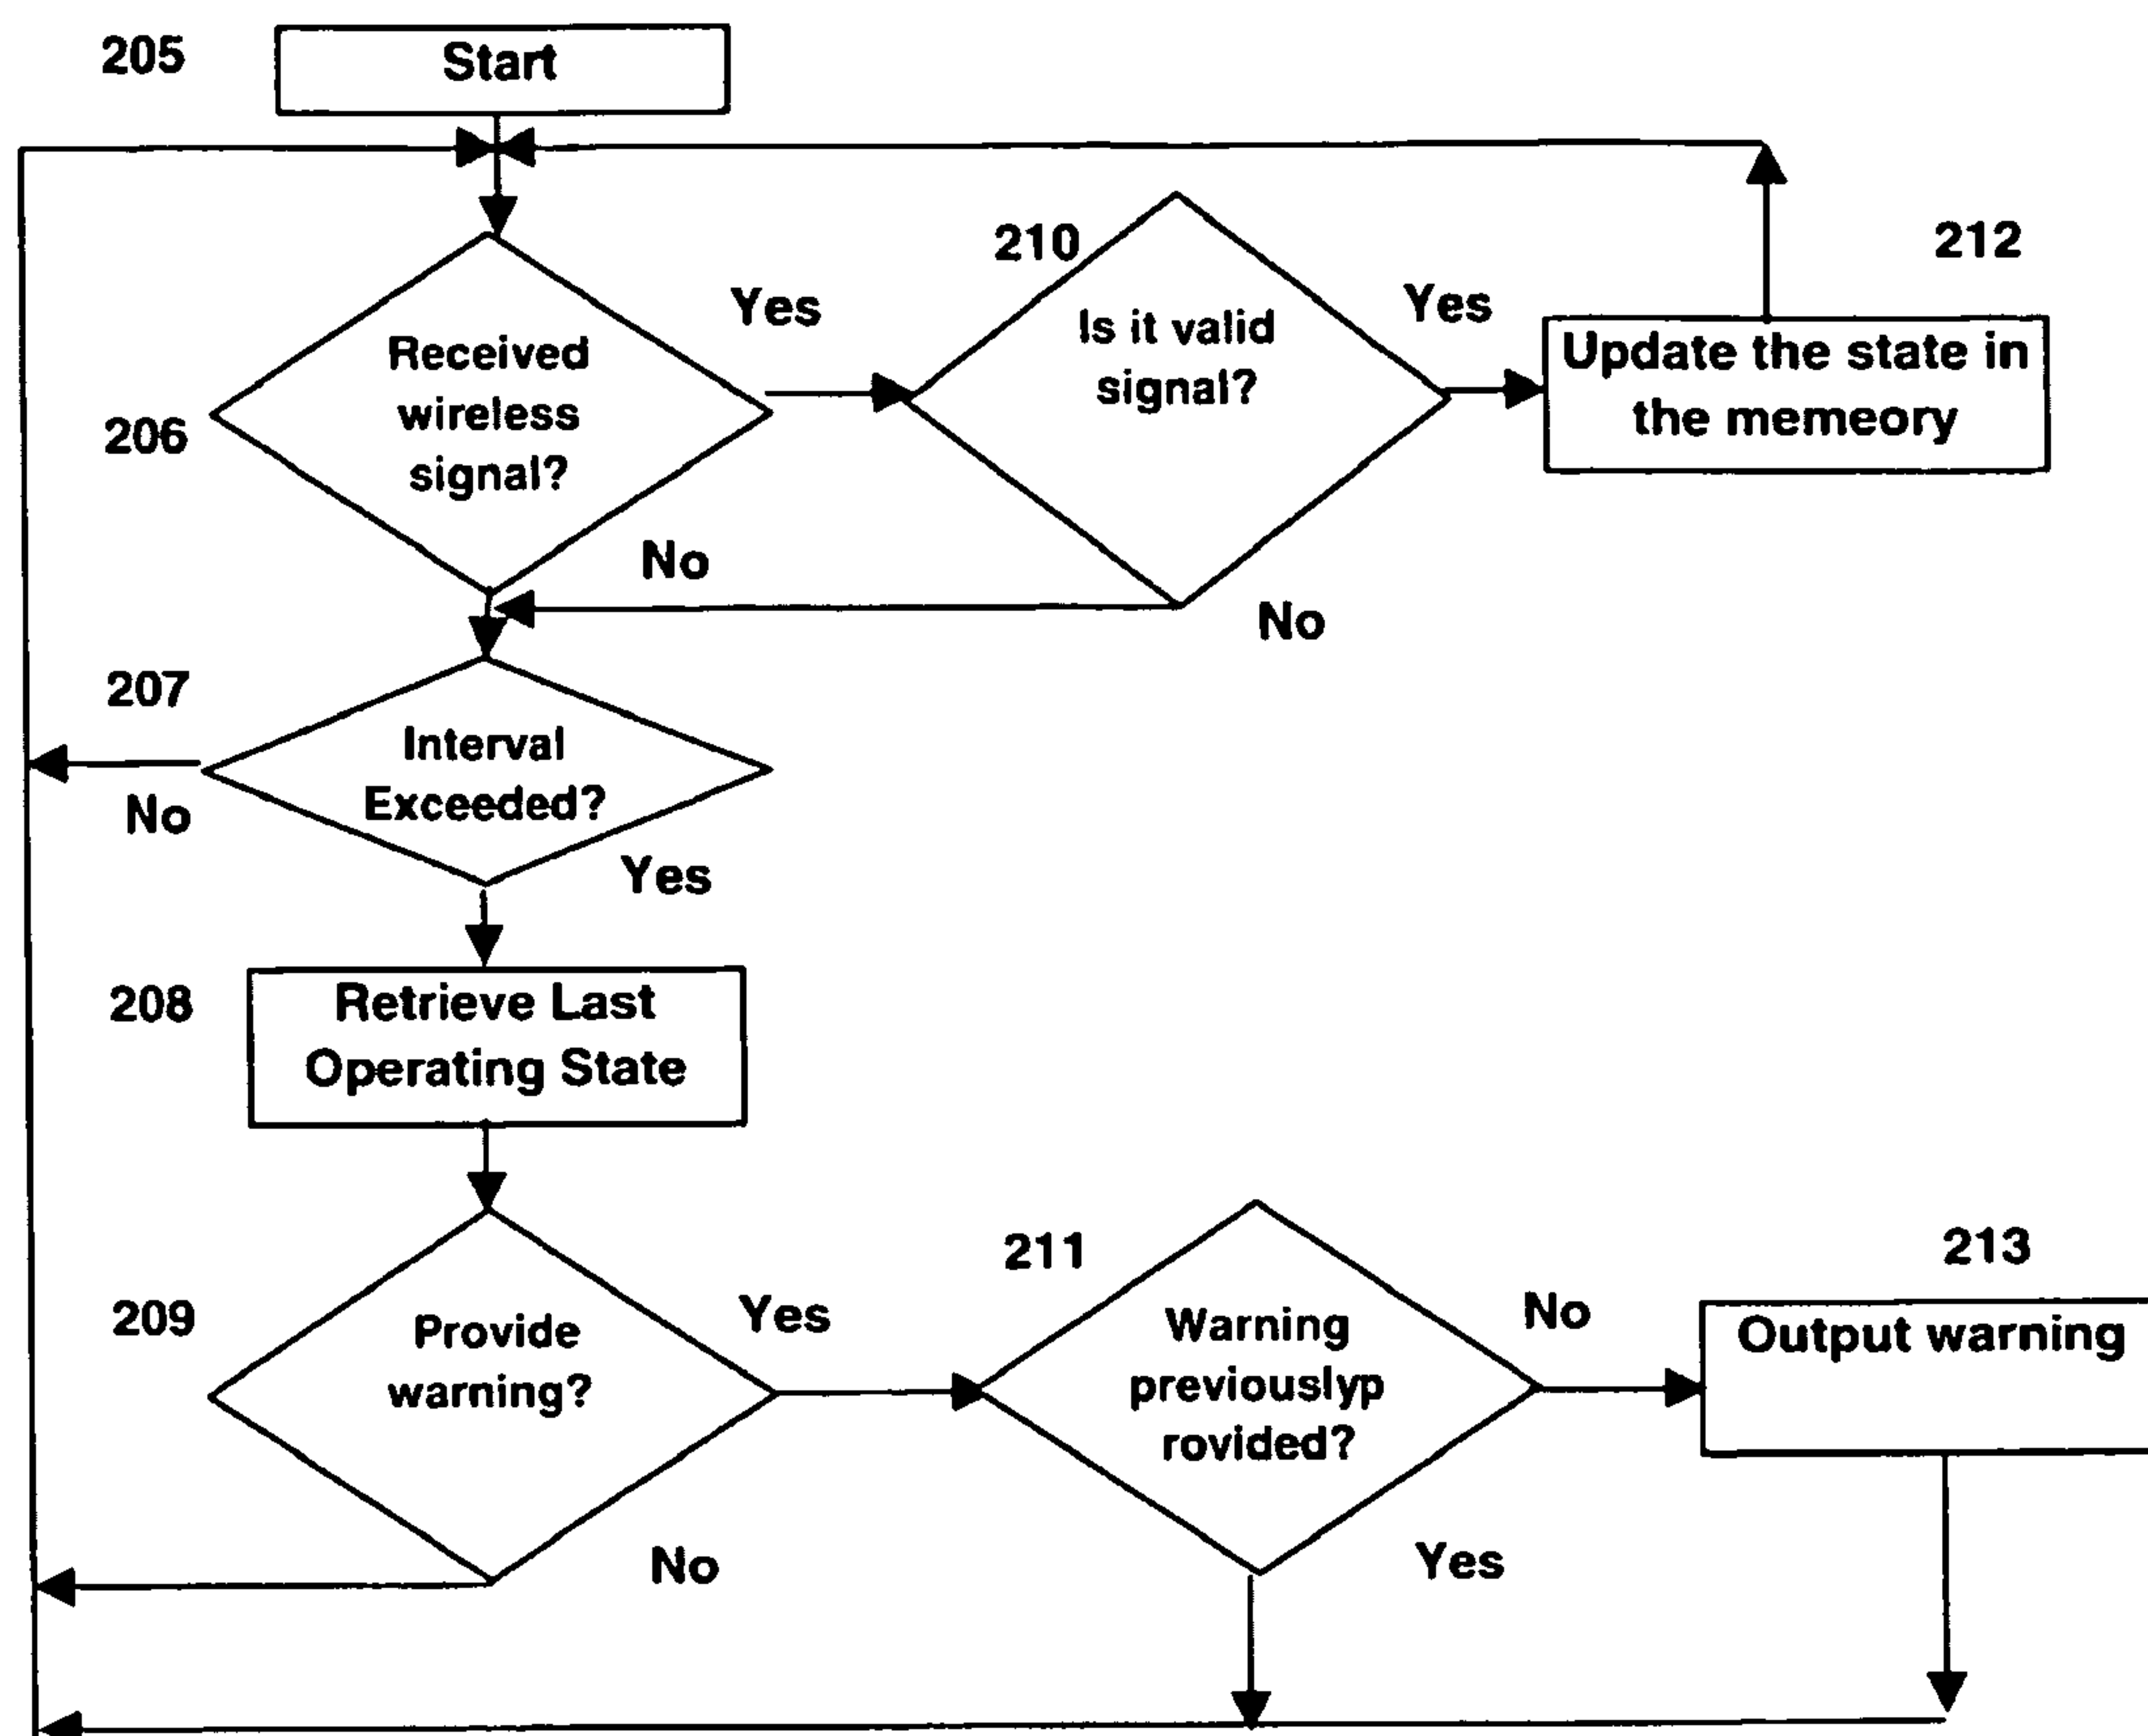 205
Start
210
212
Yes
Yes
Received
wireless
signal?
Is it valid
signal?
Update the state in
the memeory
206
No
No
207
Interval
Exceeded?
No
Yes
208
Retrieve Last
Operating State
209
Provide
warning?
Yes
211
Warning
previouslyp
rovided?
No
213
Output warning
No
Yes